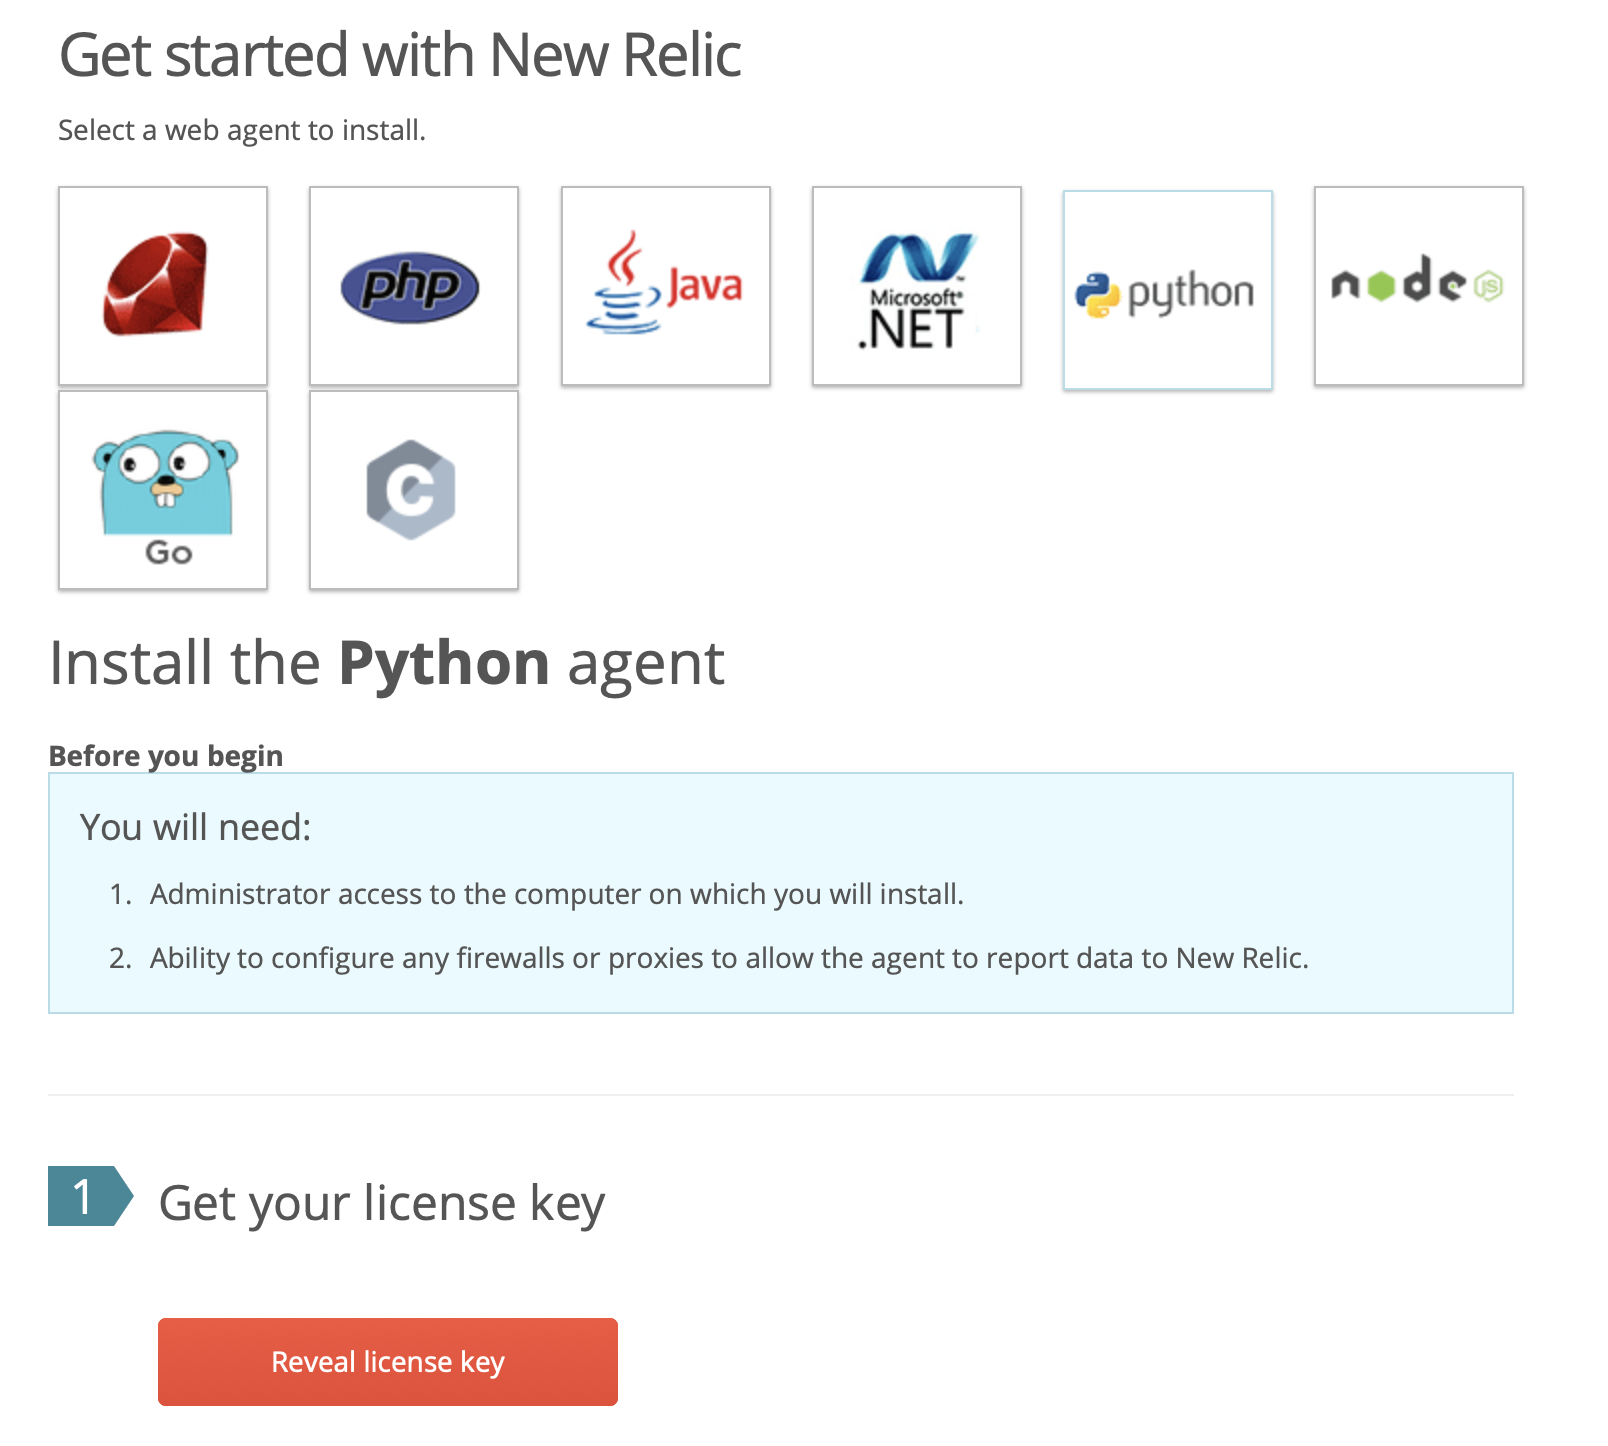 Get started with New Relic
Select a web agent to install.
php
Java
Microsoft®
.NET
™
python
node JS
Go
C
Install the Python agent
Before you begin
You will need:
1. Administrator access to the computer on which you will install.
2. Ability to configure any firewalls or proxies to allow the agent to report data to New Relic.
1 Get your license key
Reveal license key